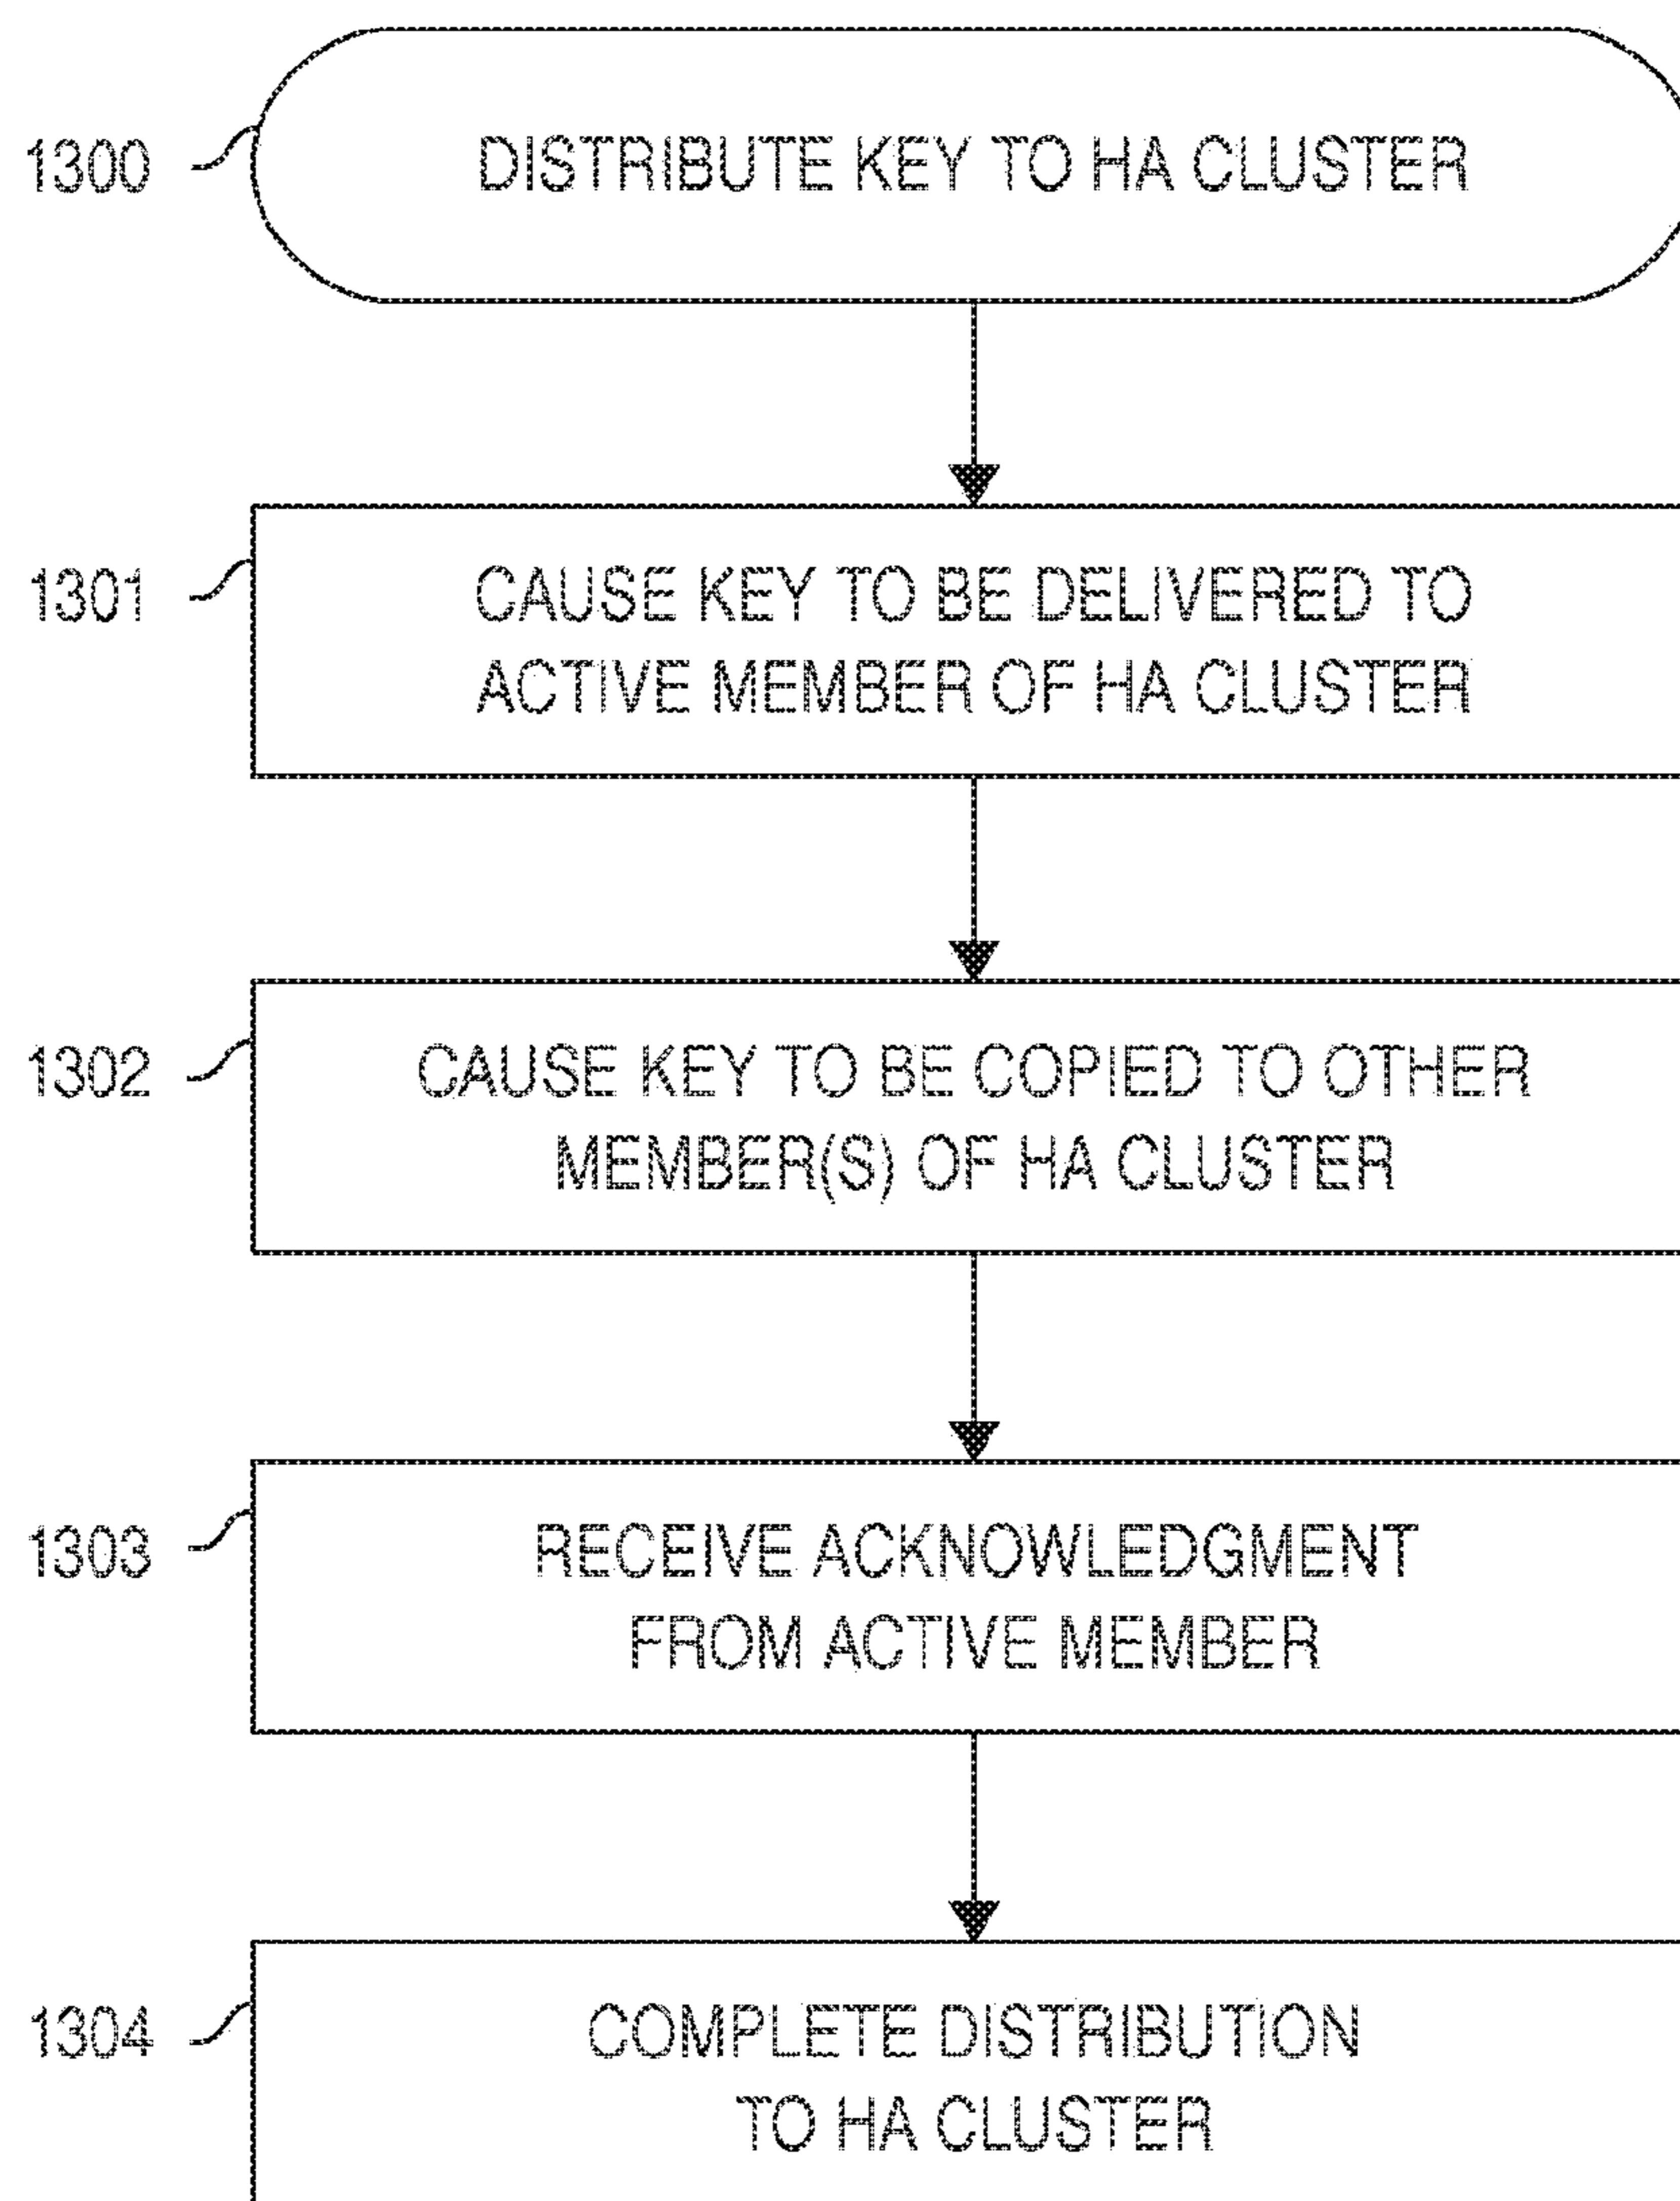 1300 DISTRIBUTE KEY TO HA CLUSTER
1301 CAUSE KEY TO BE DELIVERED TO
ACTIVE MEMBER OF HA CLUSTER
1302 CAUSE KEY TO BE COPIED TO OTHER
MEMBER(S) OF HA CLUSTER
1303 RECEIVE ACKNOWLEDGMENT
FROM ACTIVE MEMBER
1304 COMPLETE DISTRIBUTION
TO HA CLUSTER